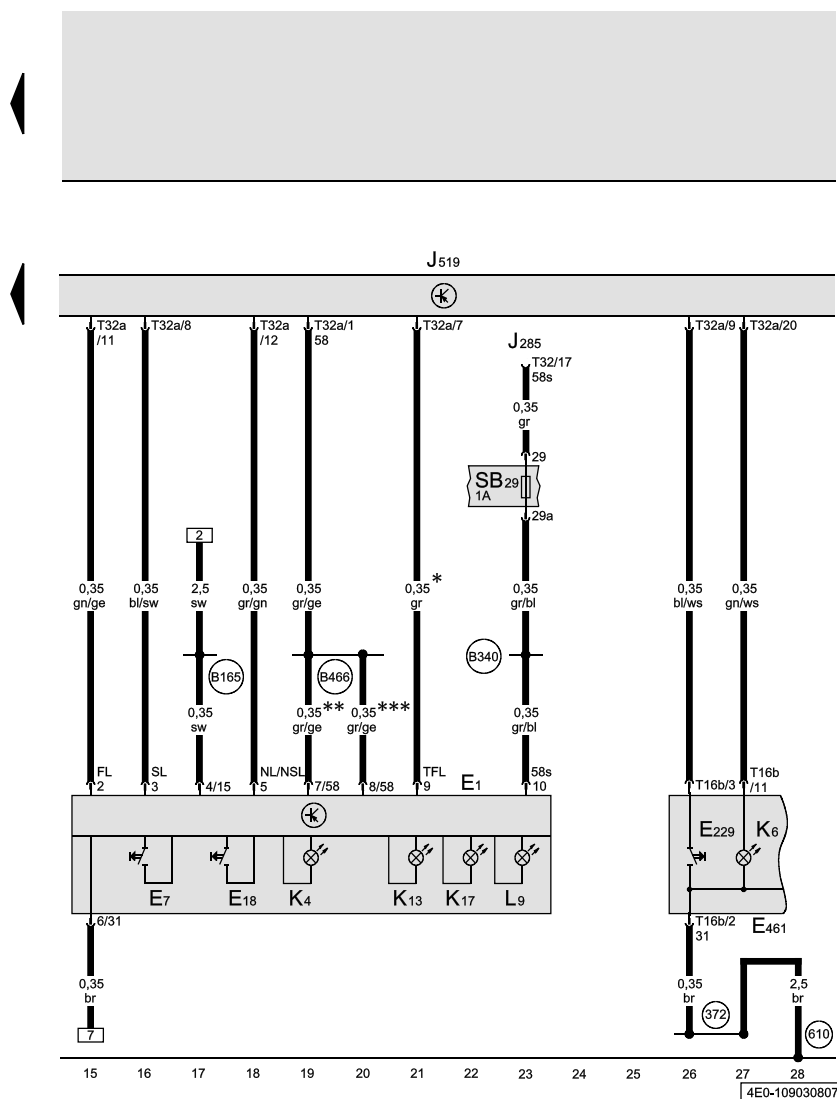 J519
T32a
/11
T32a/8
T32a
/12
T32a/1
58
T32a/7
T32a/9
T32a/20
J285
T32/17
58s
0,35
gr
29
SB29
1A
29a
2
0,35
gn/ge
0,35
bl/sw
2,5
sw
0,35
gr/gn
0,35
gr/ge
0,35 *
gr
0,35
gr/bl
0,35
bl/ws
0,35
gn/ws
B165
B466
B340
0,35
sw
0,35 **
gr/ge
0,35 ***
gr/ge
0,35
gr/bl
FL
2
SL
3
4/15
NL/NSL
5
7/58
8/58
TFL
9
E1
58s
10
T16b/3
T16b
/11
E229
K6
E7
E18
K4
K13
K17
L9
6/31
T16b/2
31
E461
0,35
br
0,35
br
2,5
br
7
372
610
15 16 17 18 19 20 21 22 23 24 25 26 27 28
4E0-109030807